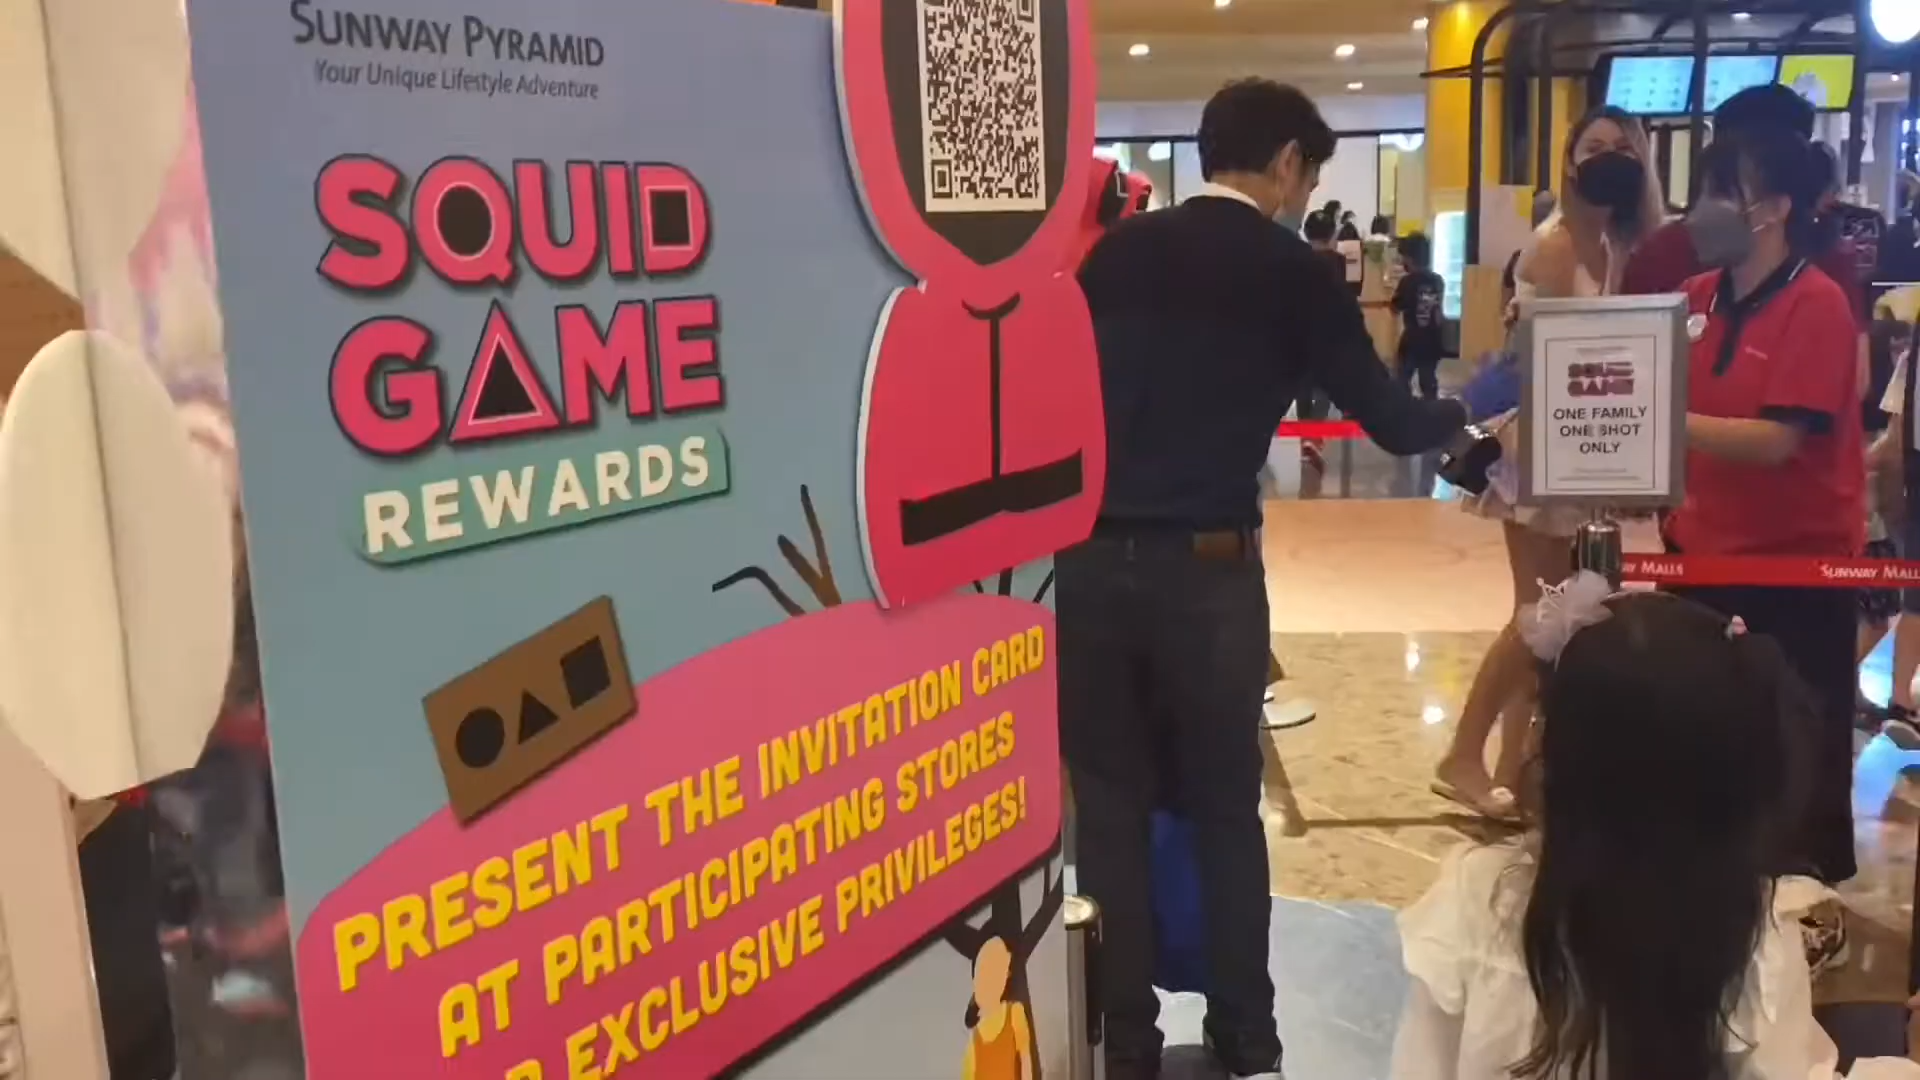 SUNWAY PYRAMID
Your Unique Lifestyle Adventure
SQUID
GAME
REWARDS
PRESENT THE INVITATION CARD
AT PARTICIPATING STORES
EXCLUSIVE PRIVILEGES!
SQUID
GAME
ONE FAMILY
ONE SHOT
ONLY
MALLS
SUNWAY MALLS